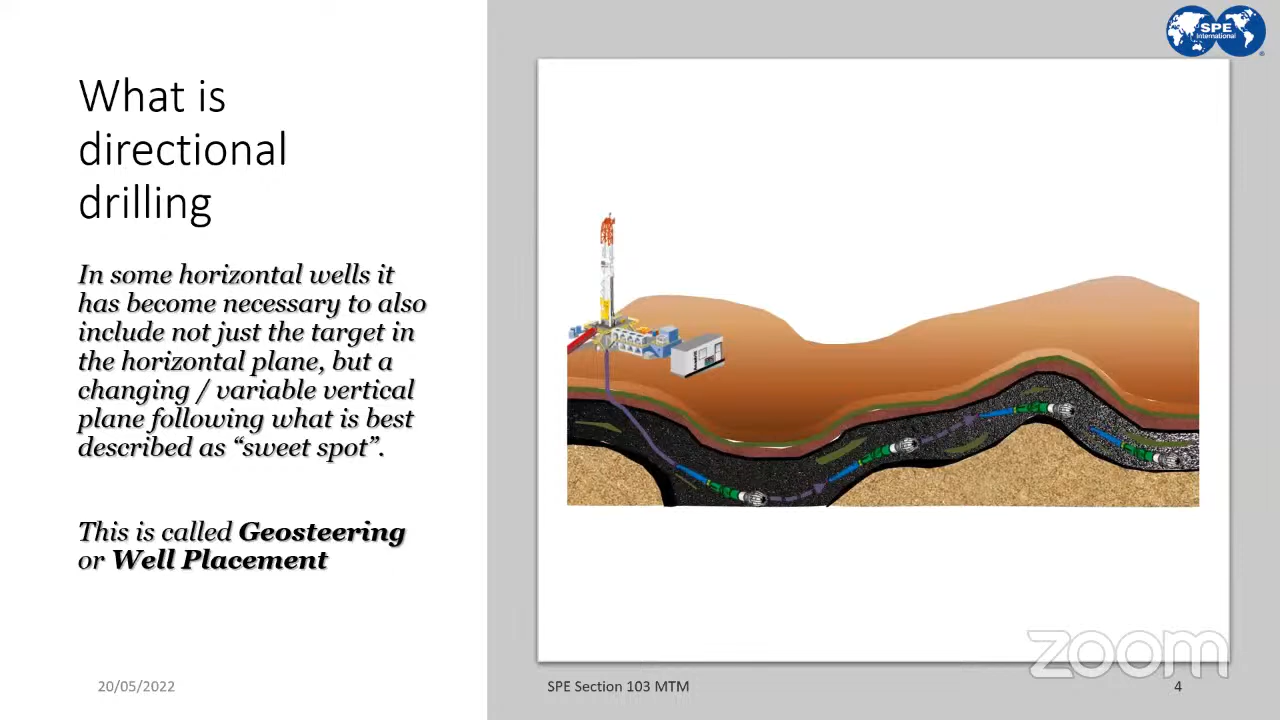 What is
directional
drilling
In some horizontal wells it
has become necessary to also
include not just the target in
the horizontal plane, but a
changing / variable vertical
plane following what is best
described as “sweet spot”.
This is called Geosteering
or Well Placement
SPE
International
®
zoom
20/05/2022
SPE Section 103 MTM
4